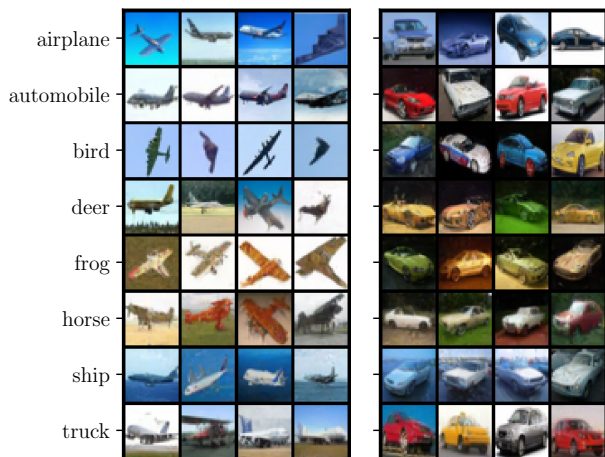 airplane
automobile
bird
deer
frog
horse
ship
truck